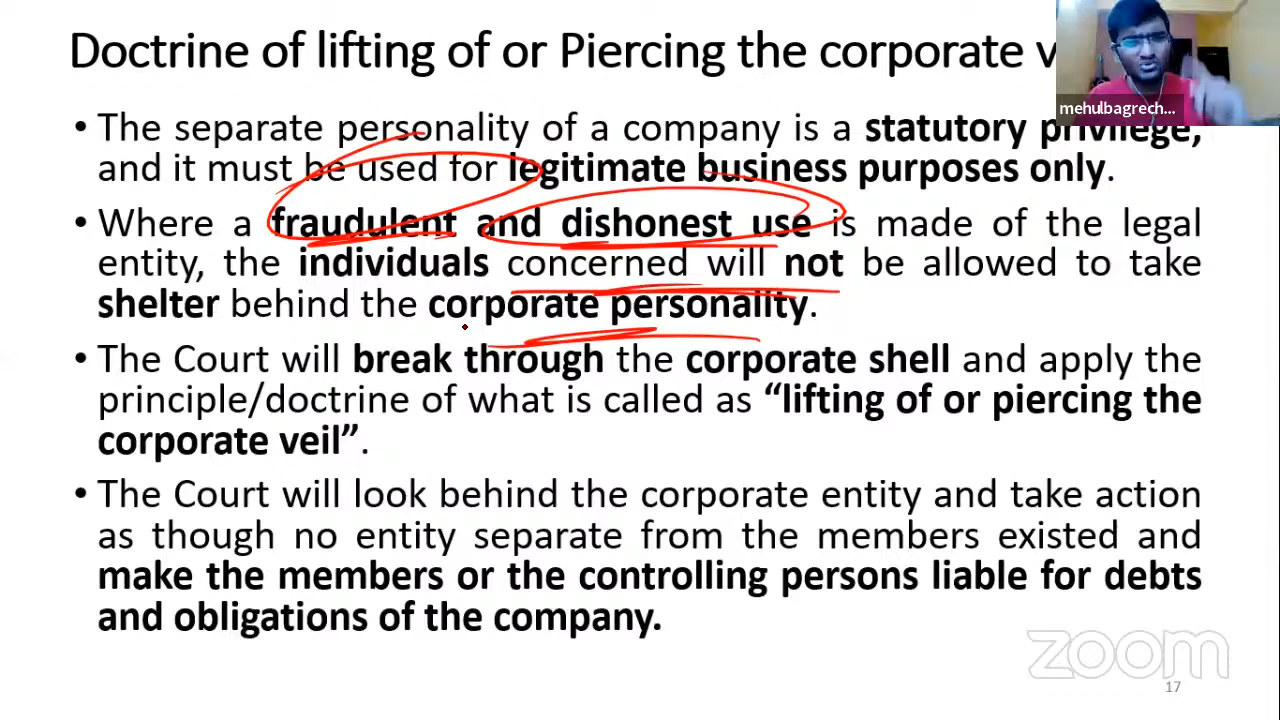 Doctrine of lifting of or Piercing the corporate v
mehulbagrech...
• The separate personality of a company is a statutory privilege,
and it must be used for legitimate business purposes only.
• Where a fraudulent and dishonest use is made of the legal
entity, the individuals concerned will not be allowed to take
shelter behind the corporate personality.
• The Court will break through the corporate shell and apply the
principle/doctrine of what is called as “lifting of or piercing the
corporate veil”.
• The Court will look behind the corporate entity and take action
as though no entity separate from the members existed and
make the members or the controlling persons liable for debts
and obligations of the company.
zoom
17